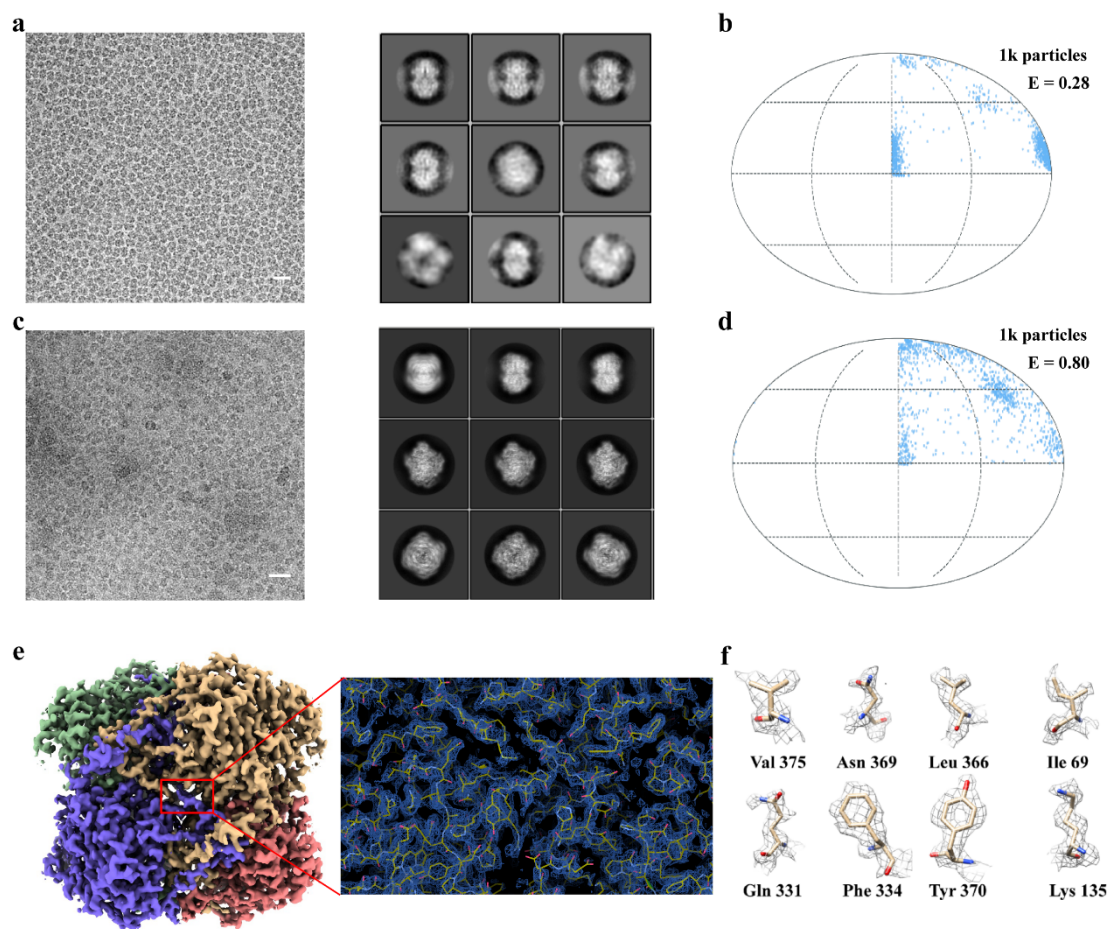 a
b
1k particles
E = 0.28
c
d
1k particles
E = 0.80
e
f
Val 375 Asn 369 Leu 366 Ile 69
Gln 331 Phe 334 Tyr 370 Lys 135